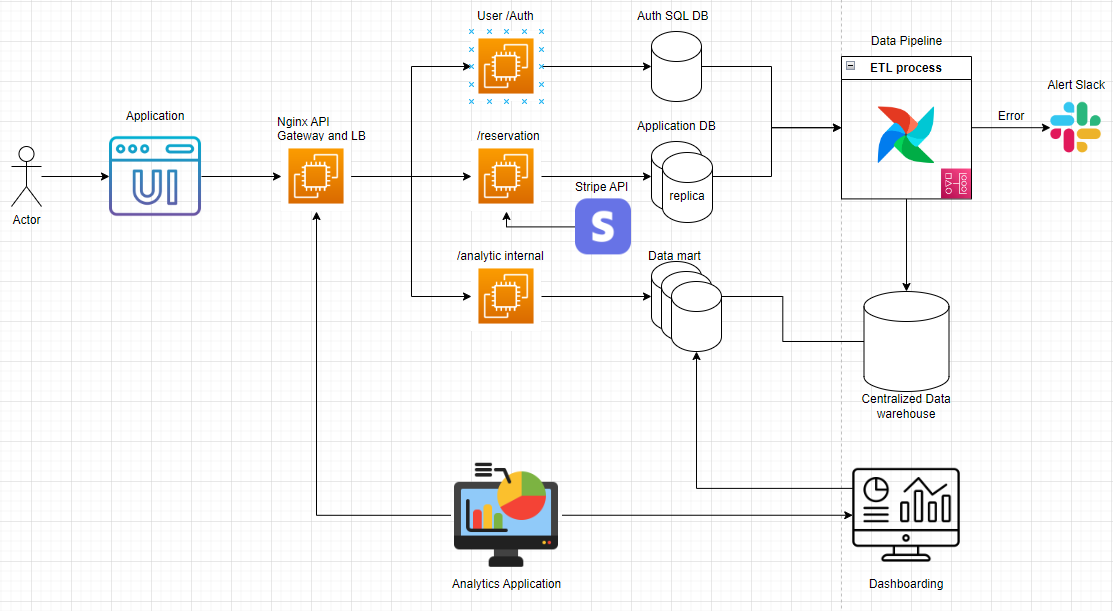 User /Auth
Auth SQL DB
Data Pipeline
ETL process
Alert Slack
Application
Nginx API
Gateway and LB
/reservation
Application DB
Error
UI
Stripe API
replica
Actor
S
/analytic internal
Data mart
Centralized Data
warehouse
Analytics Application
Dashboarding